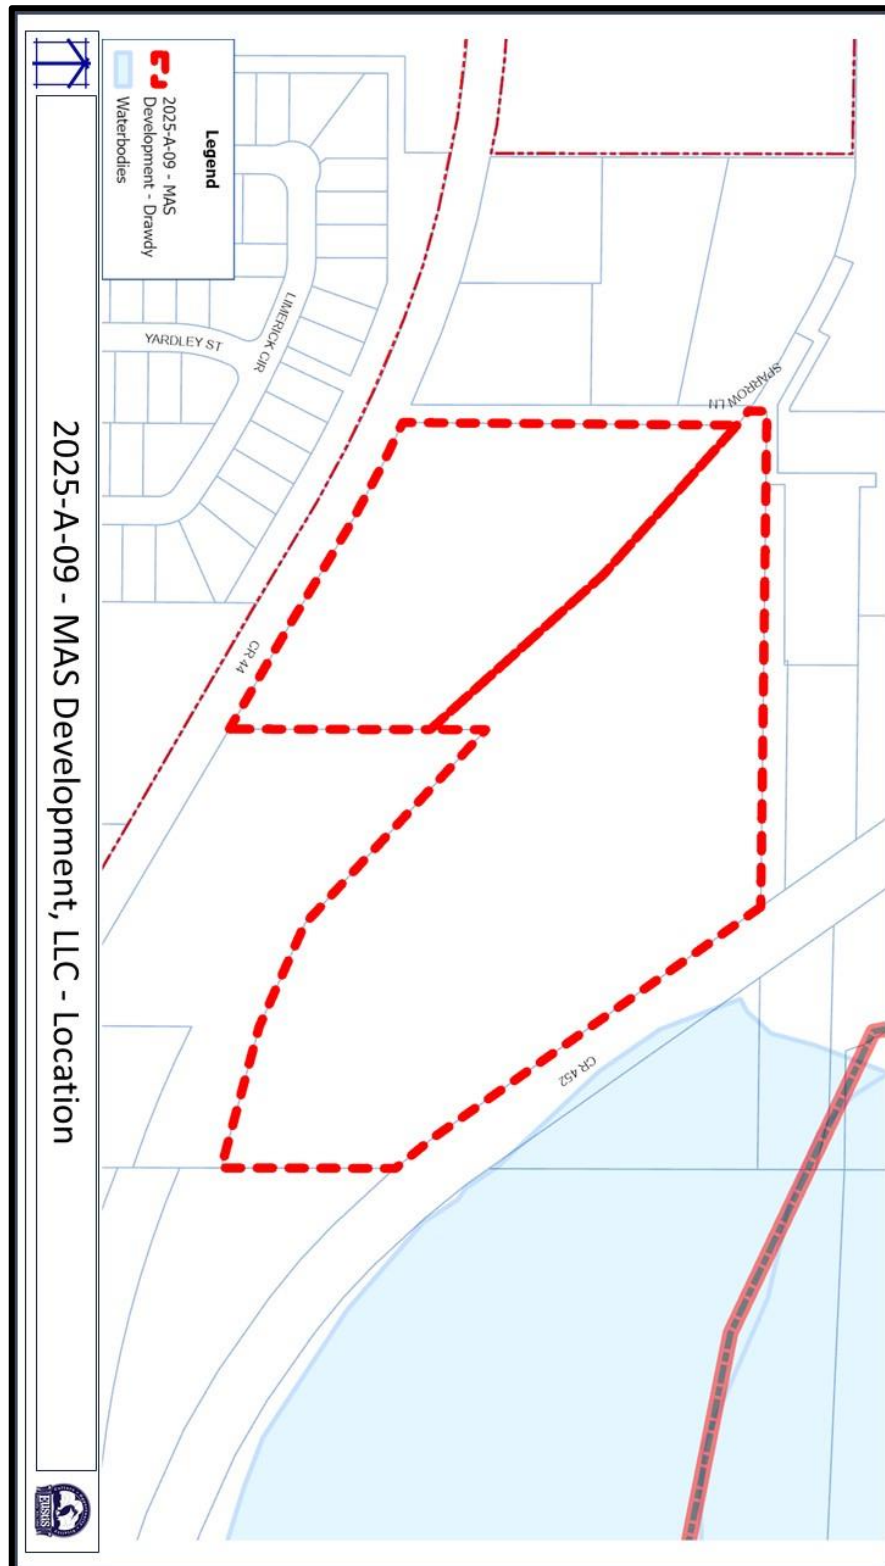 Legend
2025-A-09 - MAS
Development - Drawdy
Waterbodies
SPARROW LN
LIMERICK CIR
YARDLEY ST
CR 44
CR 452
2025-A-09 - MAS Development, LLC - Location
EUSTIS